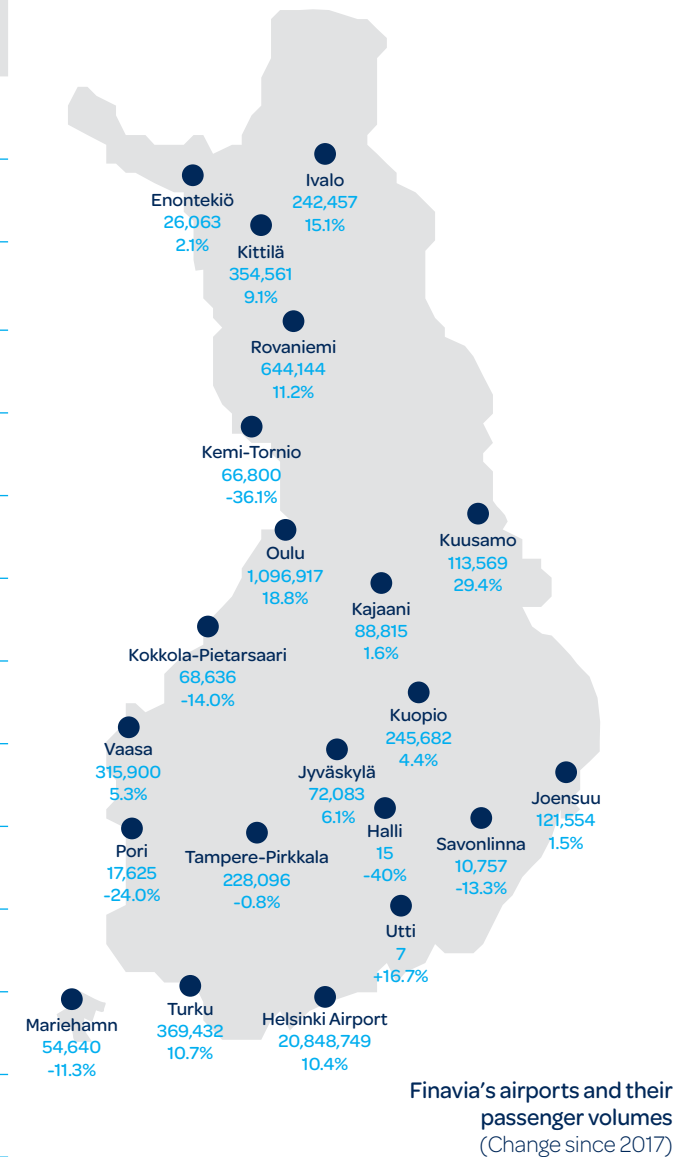 Ivalo
242,457
15.1%
Enontekiö
26,063
2.1%
Kittilä
354,561
9.1%
Rovaniemi
644,144
11.2%
Kemi-Tornio
66,800
-36.1%
Kuusamo
113,569
29.4%
Oulu
1,096,917
18.8%
Kajaani
88,815
1.6%
Kokkola-Pietarsaari
68,636
-14.0%
Kuopio
245,682
4.4%
Vaasa
315,900
5.3%
Jyväskylä
72,083
6.1%
Joensuu
121,554
1.5%
Halli
15
-40%
Savonlinna
10,757
-13.3%
Pori
17,625
-24.0%
Tampere-Pirkkala
228,096
-0.8%
Utti
7
+16.7%
Mariehamn
54,640
-11.3%
Turku
369,432
10.7%
Helsinki Airport
20,848,749
10.4%
Finavia's airports and their
passenger volumes
(Change since 2017)